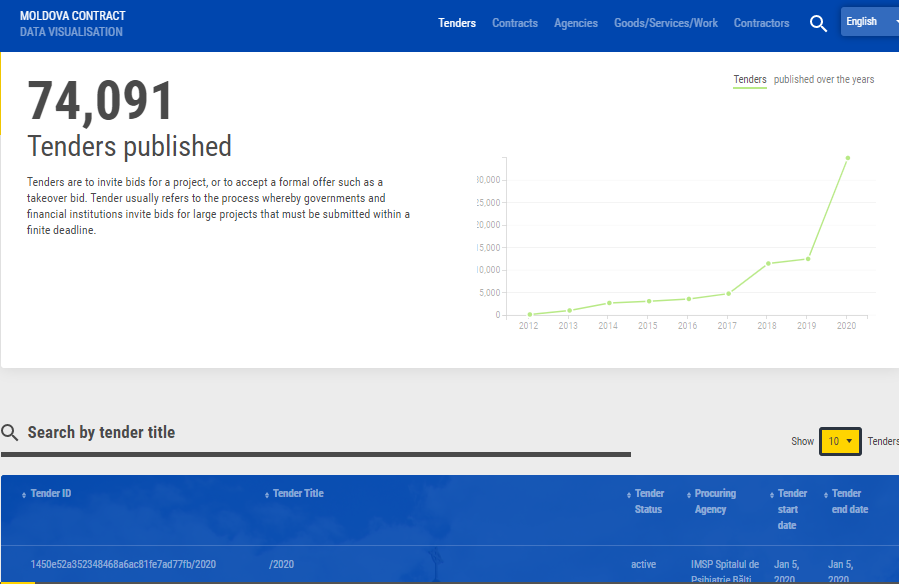 MOLDOVA CONTRACT
DATA VISUALISATION
Tenders
Contracts
Agencies
Goods/Services/Work
Contractors
English
74,091
Tenders published
Tenders are to invite bids for a project, or to accept a formal offer such as a
takeover bid. Tender usually refers to the process whereby governments and
financial institutions invite bids for large projects that must be submitted within a
finite deadline.
Tenders published over the years
30,000
25,000
20,000
15,000
10,000
5,000
0
2012 2013 2014 2015 2016 2017 2018 2019 2020
Search by tender title
Show 10 Tenders
Tender ID
Tender Title
Tender
Status
Procuring
Agency
Tender
start
date
Tender
end date
1450e52a352348468a6ac81fe7ad77fb/2020
/2020
active
IMSP Spitalul de
Psihiatrie Bălți
Jan 5,
2020
Jan 5,
2020